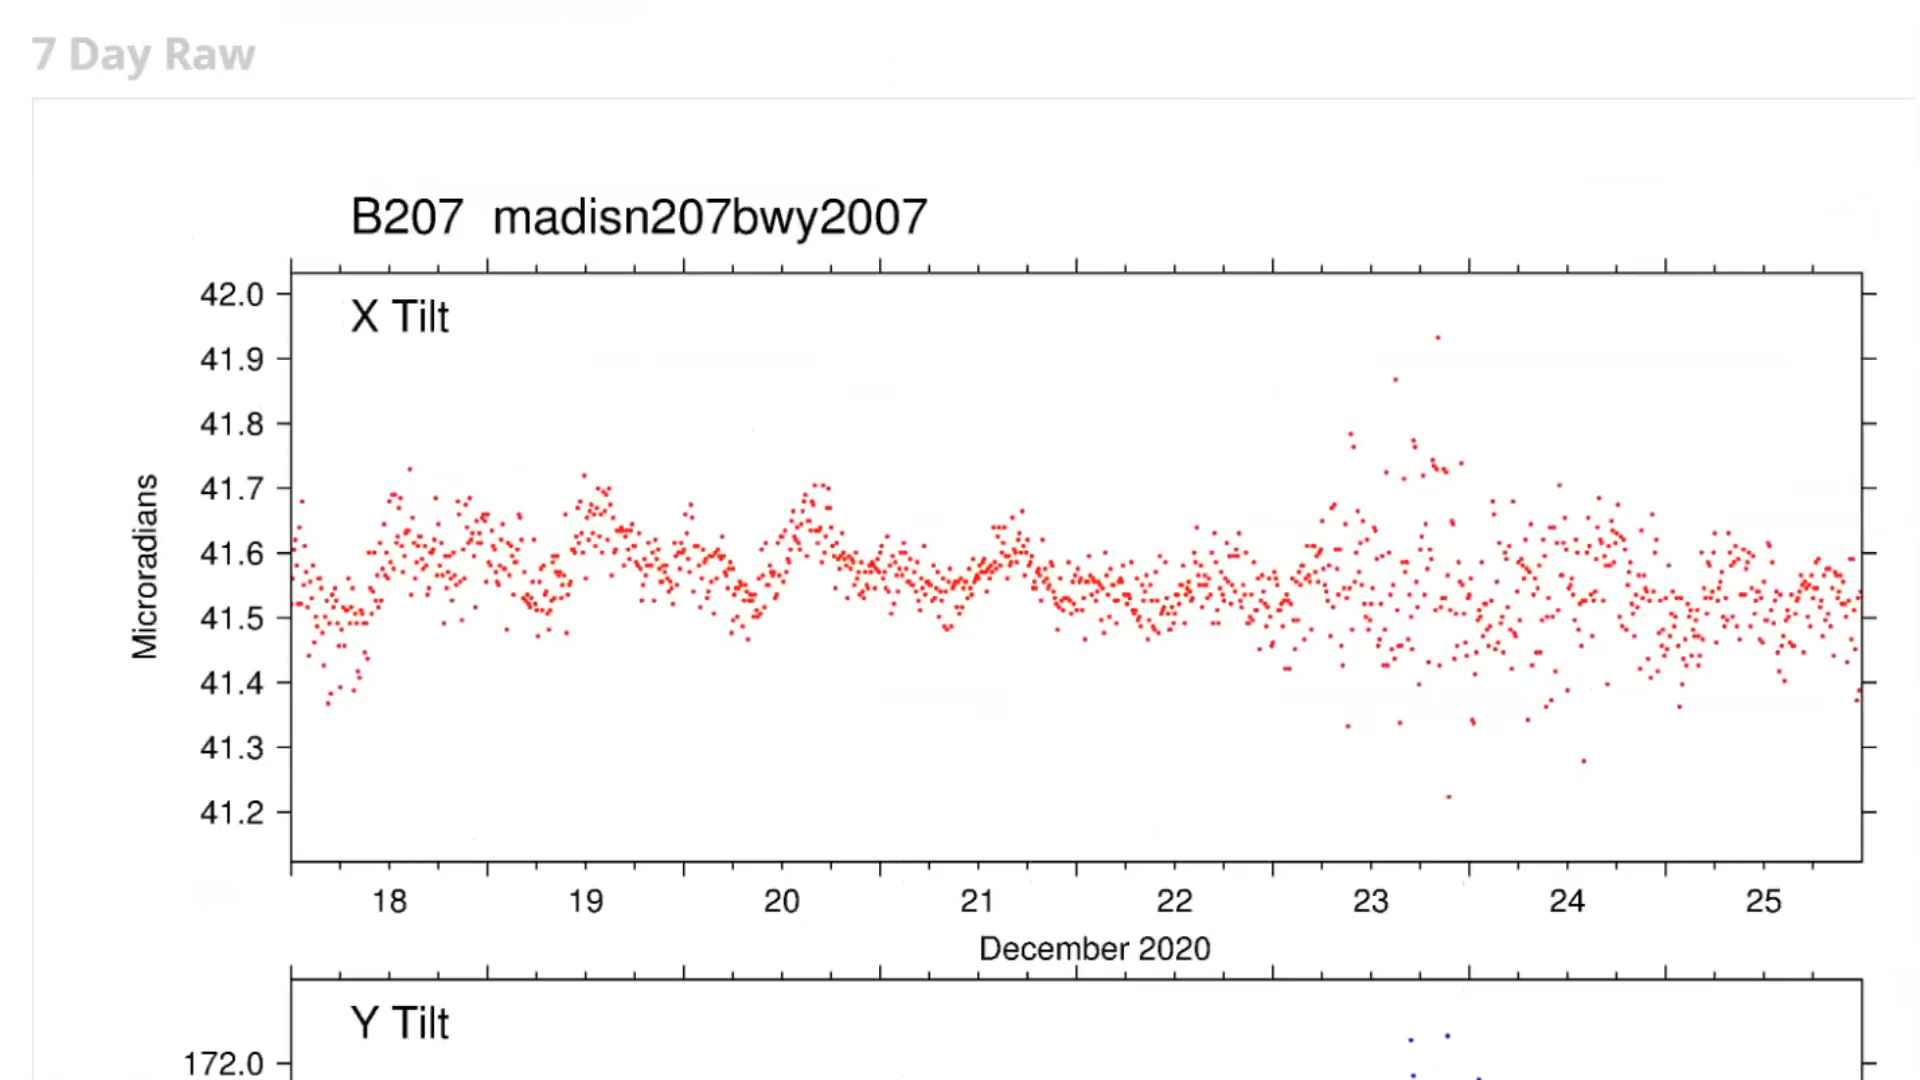 7 Day Raw
B207 madisn207bwy2007
X Tilt
42.0
41.9
41.8
41.7
41.6
41.5
41.4
41.3
41.2
Microradians
18 19 20 21 22 23 24 25
December 2020
Y Tilt
172.0